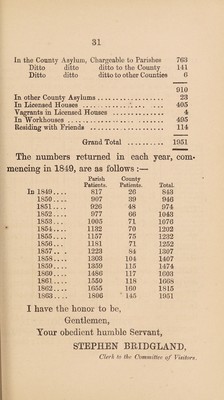 31
In the County Asylum, Chargeable to Parishes 763
Ditto ditto ditto to the County 141
Ditto ditto ditto to other Counties 6
910
In other County Asylums .................. 23
In Licensed Houses .................. 405
Vagrants in Licensed Houses .............. 4
In Workhouses .......................... 495
Residing with Friends .................. 114
Grand Total .......... 1951
The numbers returned in each year, com-
mencing in 1849, are as follows :—
Parish Patients. County Patients. Total.
In 1849.... 817 26 843
1850.... 907 39 946
1851.... 926 48 974
1852.... 977 66 1043
1853.... 1005 71 1076
1854.... 1132 70 1202
1855.... 1157 75 1232
1856.... 1181 71 1252
1857.... 1223 84 1307
1858.... 1303 104 1407
1859.... 1359 115 1474
1860.... 1486 117 1603
1861.... 1550 118 1668
1862.... 1655 160 1815
1863.... 1806 145 1951
I have the honor to be,
Gentlemen,
Your obedient humble Servant,
STEPHEN BRIDGLAND,
Clerk to the Committee of Visitors.